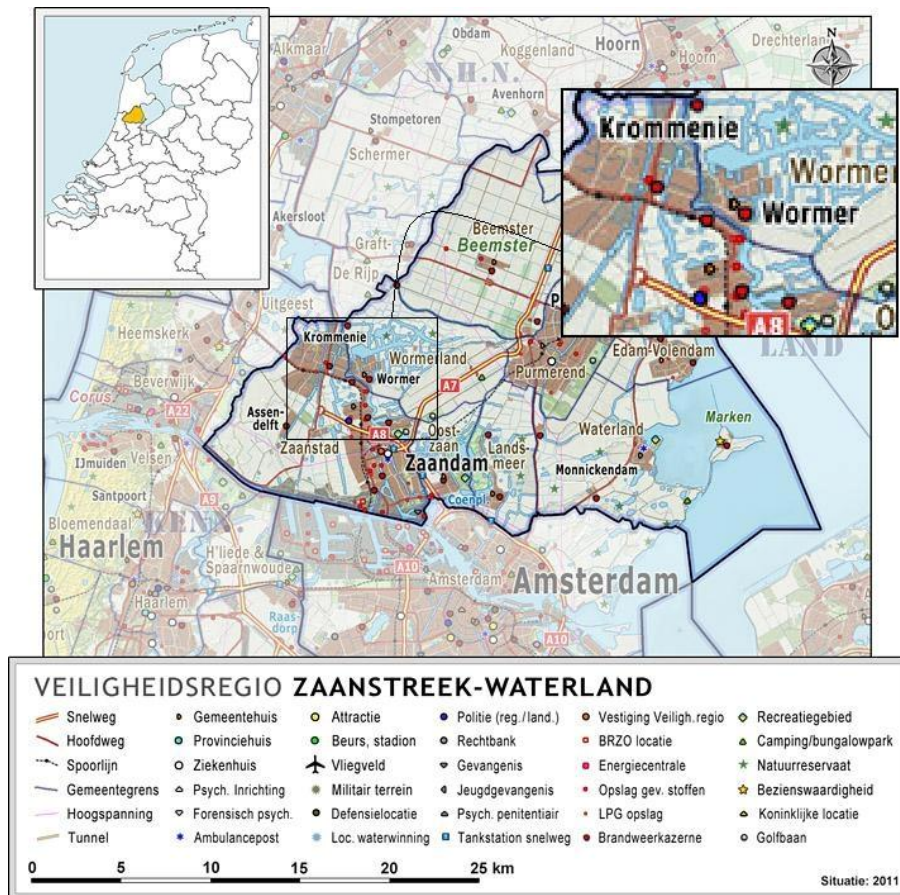 Alkmaar
Obdam
Koggenland
Hoorn
Hoorn
Drechterland
N
N.H.N.
Avenhorn
Stompetoren
Schermer
Akersloot
Graft-
De Rijp
Beemster
Beemster
Uitgeest
Heemskerk
Beverwijk
Corus
A22
Velsen
IJmuiden
Santpoort
A9
Bloemendaal
KENN.
Haarlem
H'liede &
Spaarnwoude
Haarlem
Raas-
dorp
Krommenie
Wormerland
Wormer
A7
Assen-
delft
Zaanstad
A8
Oost-
zaan
Zaandam
Lands-
meer
Coenpl.
Purmerend
Edam-Volendam
Waterland
Marken
Monnickendam
A10
Amsterdam
Amsterdam
A10
LAND
Krommenie
Wormer
Wormer
A8
O
VEILIGHEIDSREGIO ZAANSTREEK-WATERLAND
Snelweg
Hoofdweg
Spoorlijn
Gemeentegrens
Hoogspanning
Tunnel
Gemeentehuis
Provinciehuis
Ziekenhuis
Psych. Inrichting
Forensisch psych.
Ambulancepost
Attractie
Beurs, stadion
Vliegveld
Militair terrein
Defensielocatie
Loc. waterwinning
Politie (reg./land.)
Rechtbank
Gevangenis
Jeugdgevangenis
Psych. penitentiair
Tankstation snelweg
Vestiging Veiligh.regio
BRZO locatie
Energiecentrale
Opslag gev. stoffen
LPG opslag
Brandweerkazerne
Recreatiegebied
Camping/bungalowpark
Natuurreservaat
Bezienswaardigheid
Koninklijke locatie
Golfbaan
0 5 10 15 20 25 km
Situatie: 2011